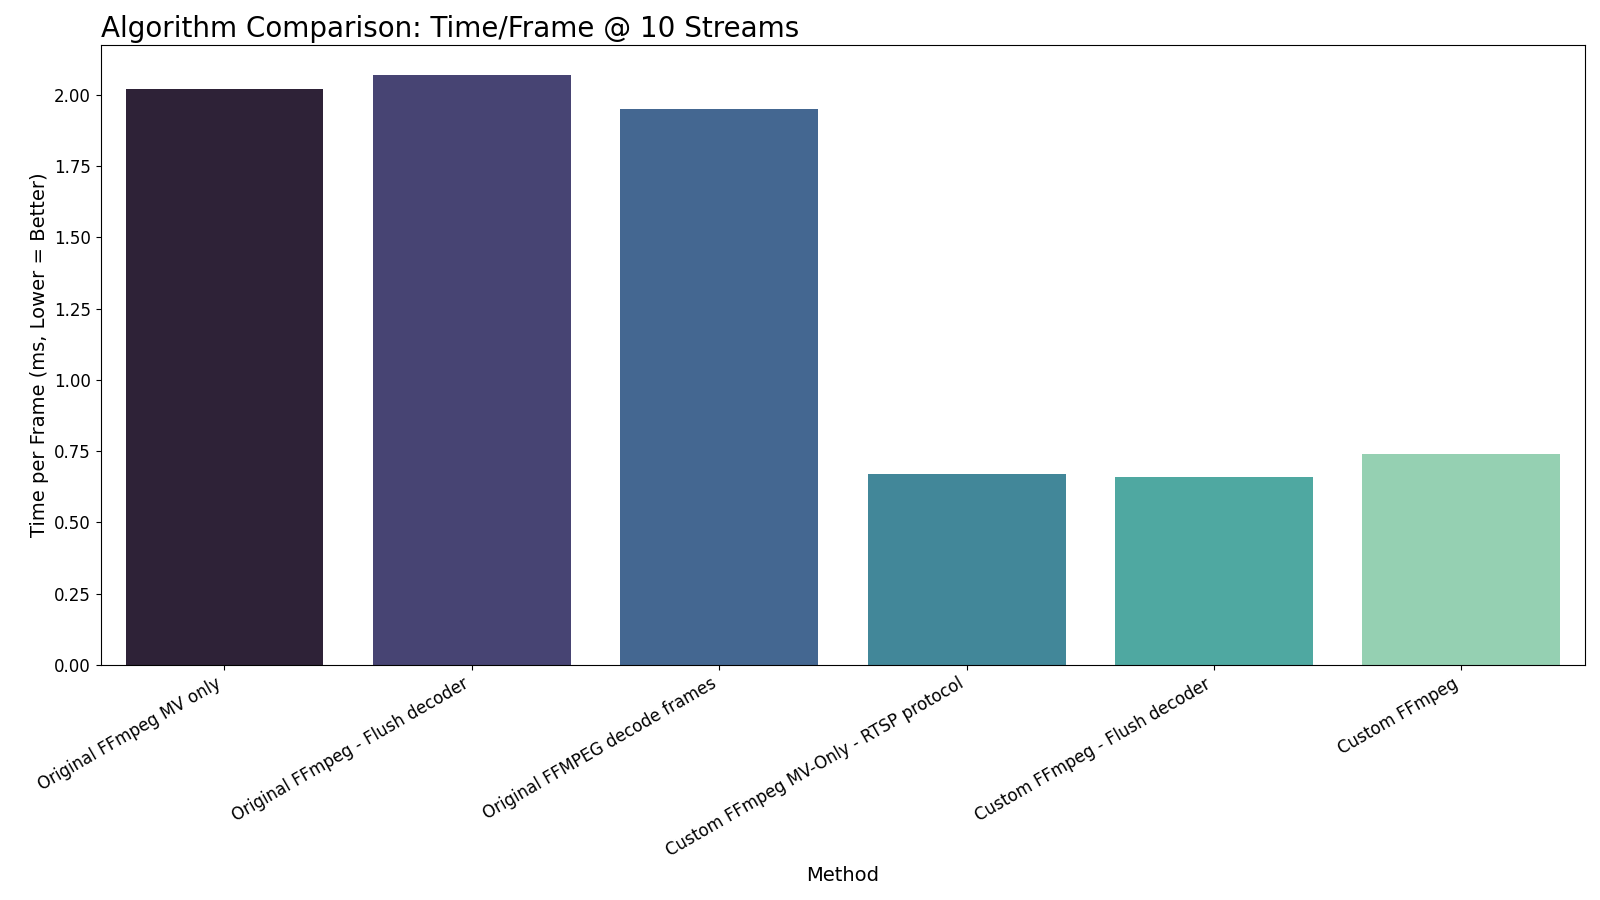 Algorithm Comparison: Time/Frame @ 10 Streams
Time per Frame (ms, Lower = Better)
2.00
1.75
1.50
1.25
1.00
0.75
0.50
0.25
0.00
Original FFmpeg MV only
Original FFmpeg - Flush decoder
Original FFMPEG decode frames
Custom FFmpeg MV-Only - RTSP protocol
Custom FFmpeg - Flush decoder
Custom FFmpeg
Method